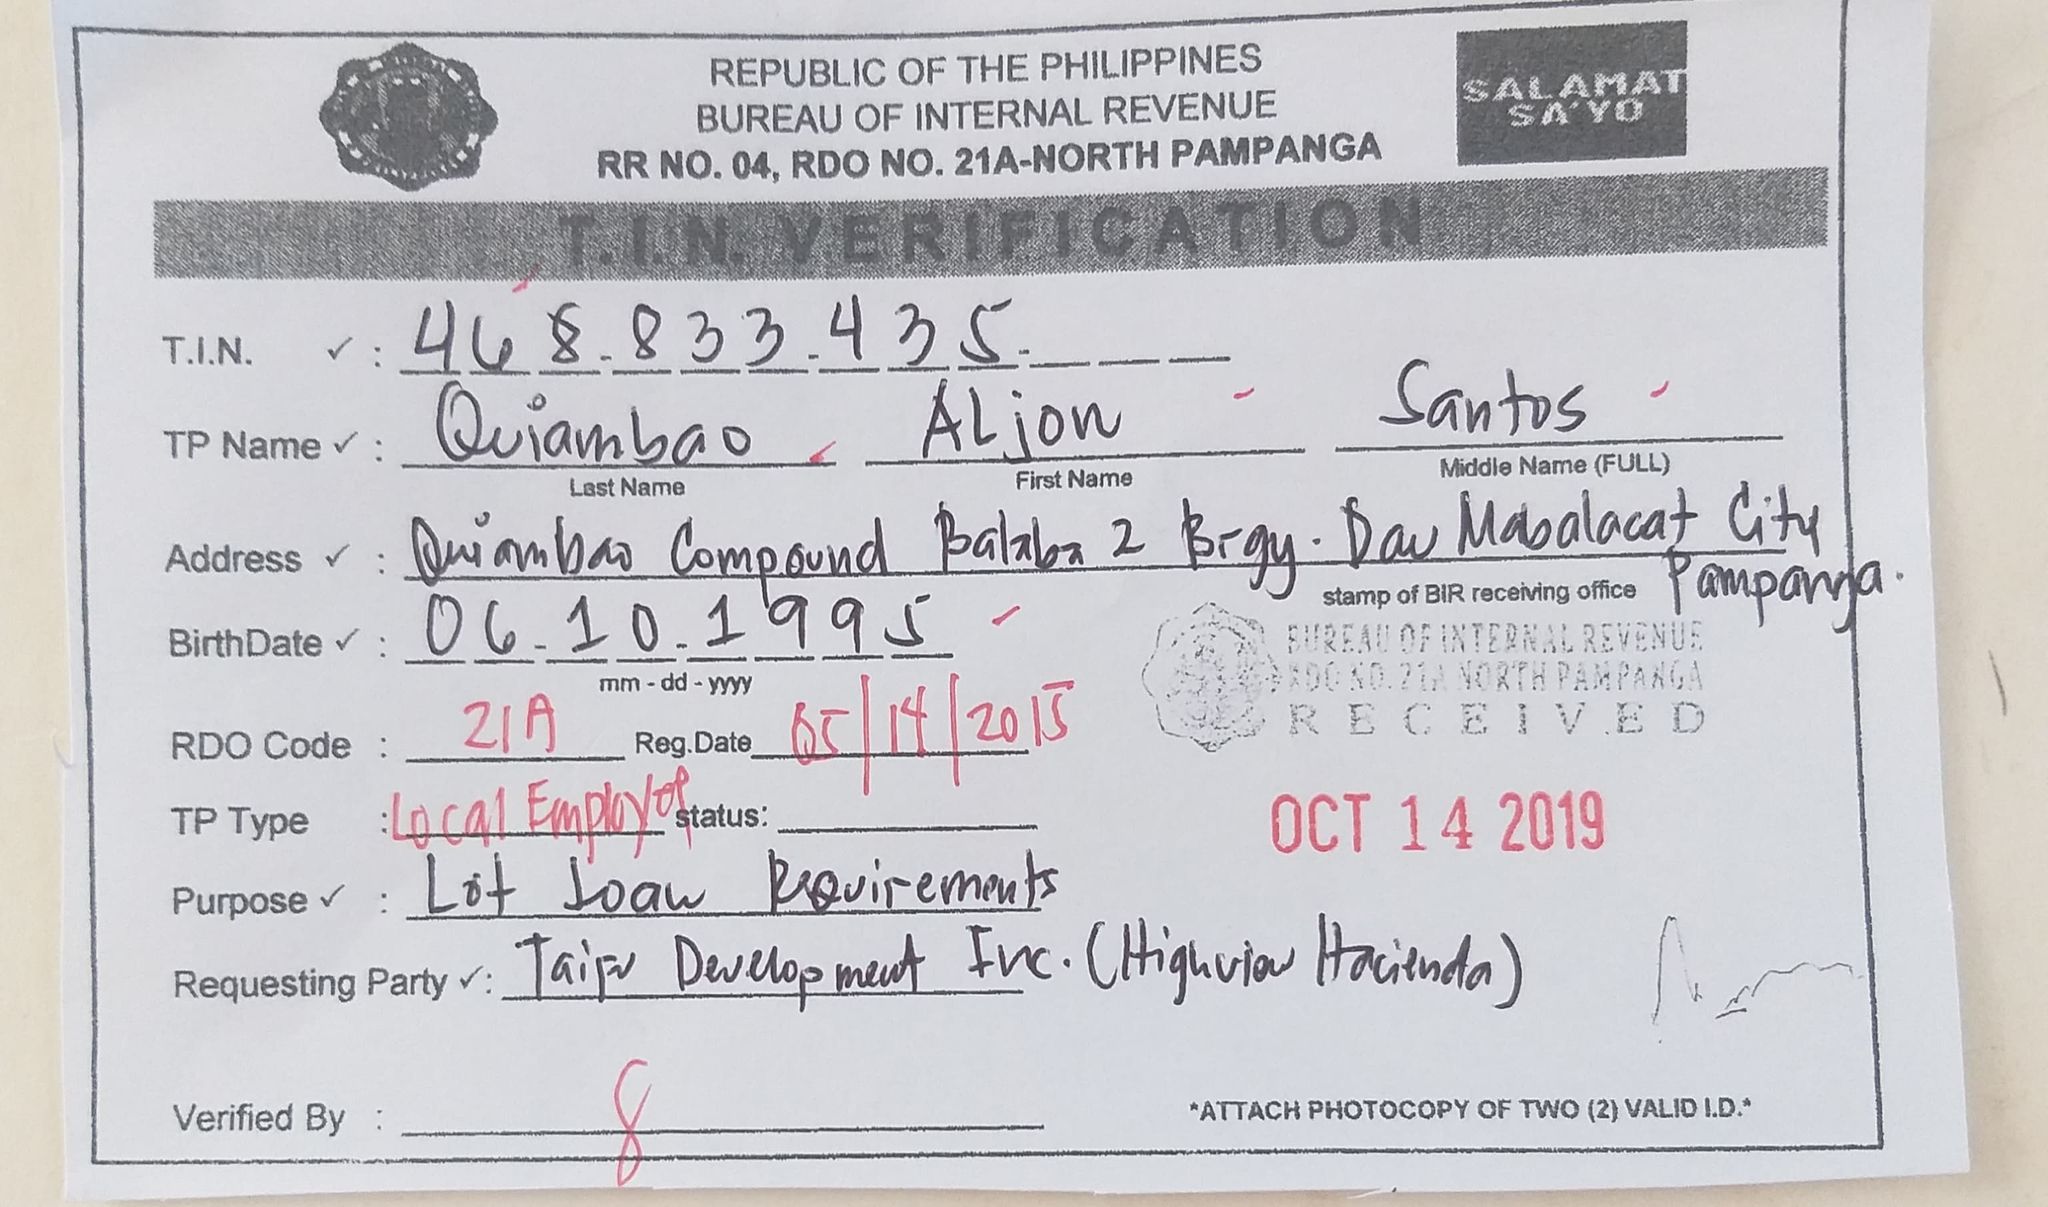 REPUBLIC OF THE PHILIPPINES
BUREAU OF INTERNAL REVENUE
RR NO. 04, RDO NO. 21A-NORTH PAMPANGA
SALAMAT
SA'YO
T.I.N. VERIFICATION
T.I.N. ✓ : 468-833-435-
TP Name ✓ : Quiambao ALjon Santos
Last Name First Name Middle Name (FULL)
Address ✓ : Quiambao Compound Balaba 2 Brgy. Dau Mabalacat City
Pampanga.
stamp of BIR receiving office
BirthDate ✓ : 06-10-1995
mm - dd - yyyy
BUREAU OF INTERNAL REVENUE
RDO NO. 21A NORTH PAMPANGA
RECEIVED
RDO Code : 21A Reg.Date 05/14/2015
TP Type : Local Employee status:
OCT 14 2019
Purpose ✓ : Lot Loan Requirements
Requesting Party ✓: Development Inc. (Highview Hacienda)
Verified By :
*ATTACH PHOTOCOPY OF TWO (2) VALID I.D.*